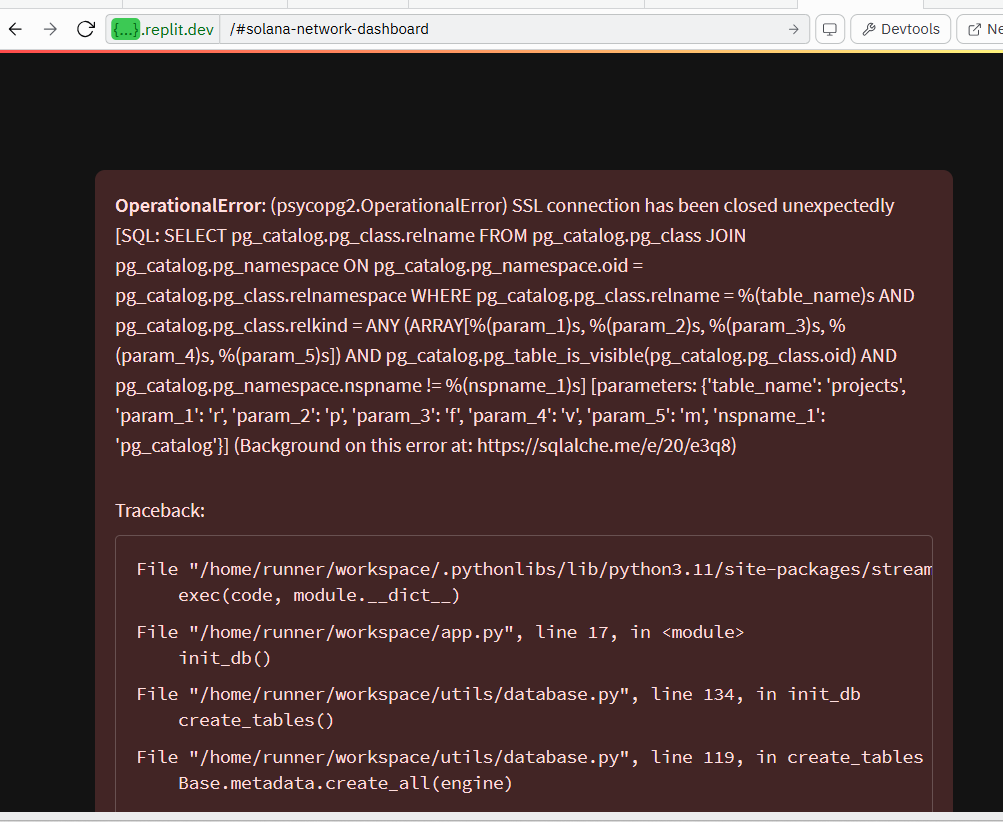 {...}.replit.dev /#solana-network-dashboard Devtools
OperationalError: (psycopg2.OperationalError) SSL connection has been closed unexpectedly
[SQL: SELECT pg_catalog.pg_class.relname FROM pg_catalog.pg_class JOIN
pg_catalog.pg_namespace ON pg_catalog.pg_namespace.oid =
pg_catalog.pg_class.relnamespace WHERE pg_catalog.pg_class.relname = %(table_name)s AND
pg_catalog.pg_class.relkind = ANY (ARRAY[%(param_1)s, %(param_2)s, %(param_3)s, %
(param_4)s, %(param_5)s]) AND pg_catalog.pg_table_is_visible(pg_catalog.pg_class.oid) AND
pg_catalog.pg_namespace.nspname != %(nspname_1)s] [parameters: {'table_name': 'projects',
'param_1': 'r', 'param_2': 'p', 'param_3': 'f', 'param_4': 'v', 'param_5': 'm', 'nspname_1':
'pg_catalog'}] (Background on this error at: https://sqlalche.me/e/20/e3q8)
Traceback:
File "/home/runner/workspace/.pythonlibs/lib/python3.11/site-packages/stream
exec(code, module.__dict__)
File "/home/runner/workspace/app.py", line 17, in <module>
init_db()
File "/home/runner/workspace/utils/database.py", line 134, in init_db
create_tables()
File "/home/runner/workspace/utils/database.py", line 119, in create_tables
Base.metadata.create_all(engine)